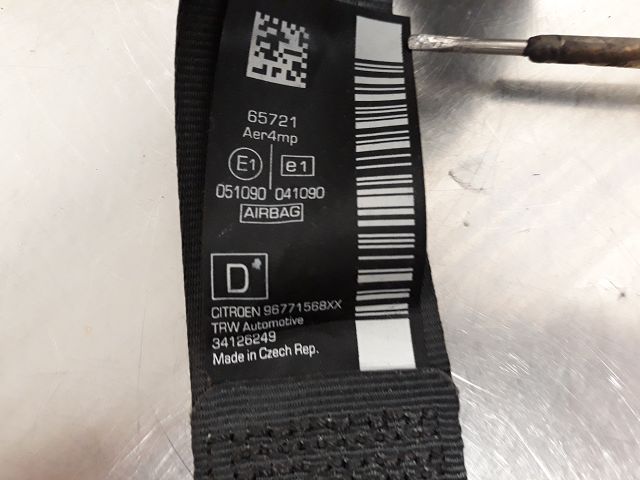 65721
Aer4mp
E1 e1
051090 041090
AIRBAG
D
CITROEN 96771568XX
TRW Automotive
34126249
Made in Czech Rep.